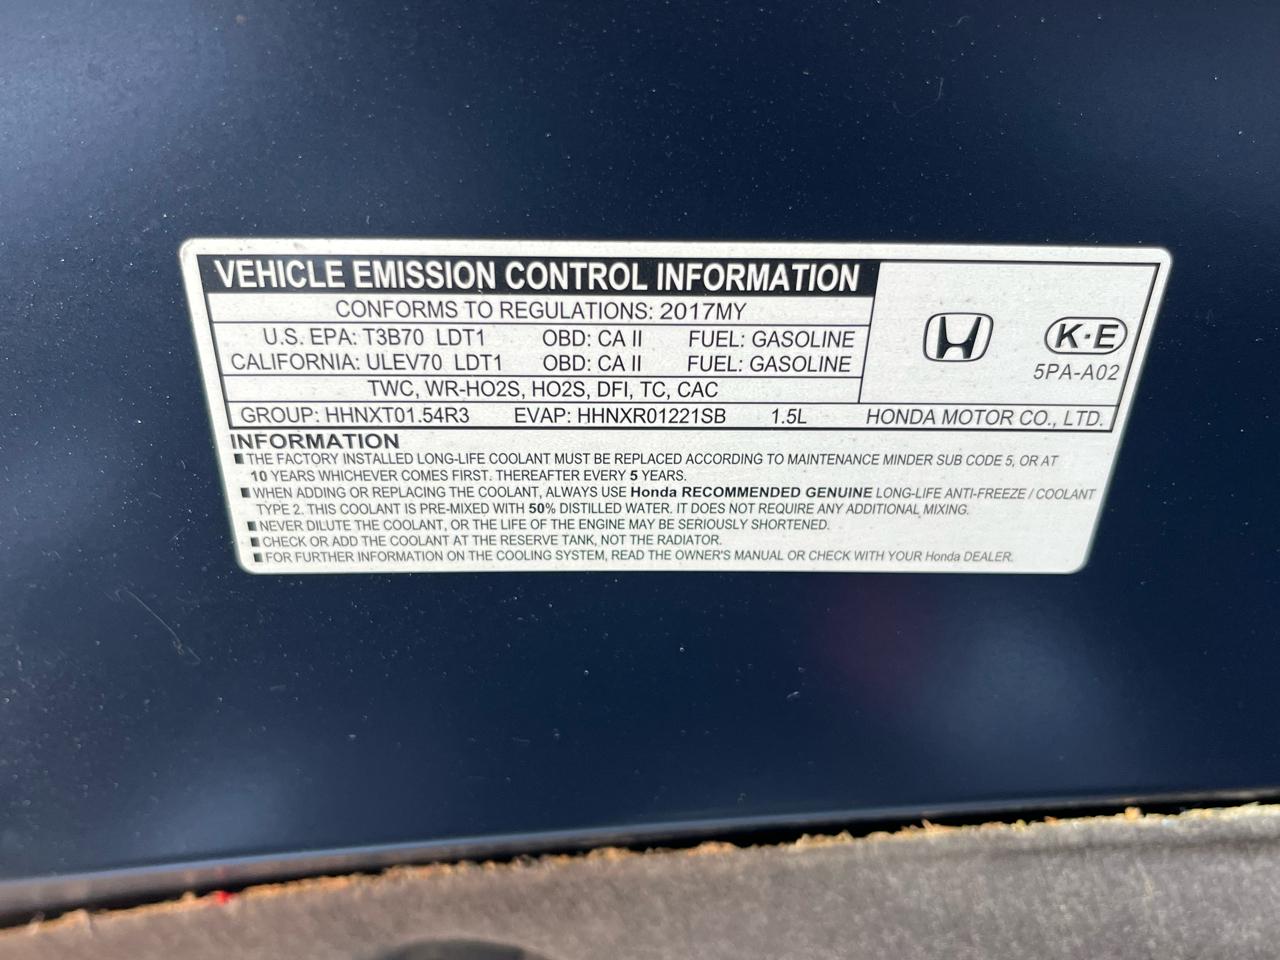 VEHICLE EMISSION CONTROL INFORMATION
CONFORMS TO REGULATIONS: 2017MY
U.S. EPA: T3B70 LDT1 OBD: CA II FUEL: GASOLINE
CALIFORNIA: ULEV70 LDT1 OBD: CA II FUEL: GASOLINE
TWC, WR-HO2S, HO2S, DFI, TC, CAC
K·E
5PA-A02
GROUP: HHNXT01.54R3 EVAP: HHNXR01221SB 1.5L HONDA MOTOR CO., LTD.
INFORMATION
■ THE FACTORY INSTALLED LONG-LIFE COOLANT MUST BE REPLACED ACCORDING TO MAINTENANCE MINDER SUB CODE 5, OR AT
10 YEARS WHICHEVER COMES FIRST. THEREAFTER EVERY 5 YEARS.
■ WHEN ADDING OR REPLACING THE COOLANT, ALWAYS USE Honda RECOMMENDED GENUINE LONG-LIFE ANTI-FREEZE / COOLANT
TYPE 2. THIS COOLANT IS PRE-MIXED WITH 50% DISTILLED WATER. IT DOES NOT REQUIRE ANY ADDITIONAL MIXING.
■ NEVER DILUTE THE COOLANT, OR THE LIFE OF THE ENGINE MAY BE SERIOUSLY SHORTENED.
■ CHECK OR ADD THE COOLANT AT THE RESERVE TANK, NOT THE RADIATOR.
■ FOR FURTHER INFORMATION ON THE COOLING SYSTEM, READ THE OWNER'S MANUAL OR CHECK WITH YOUR Honda DEALER.